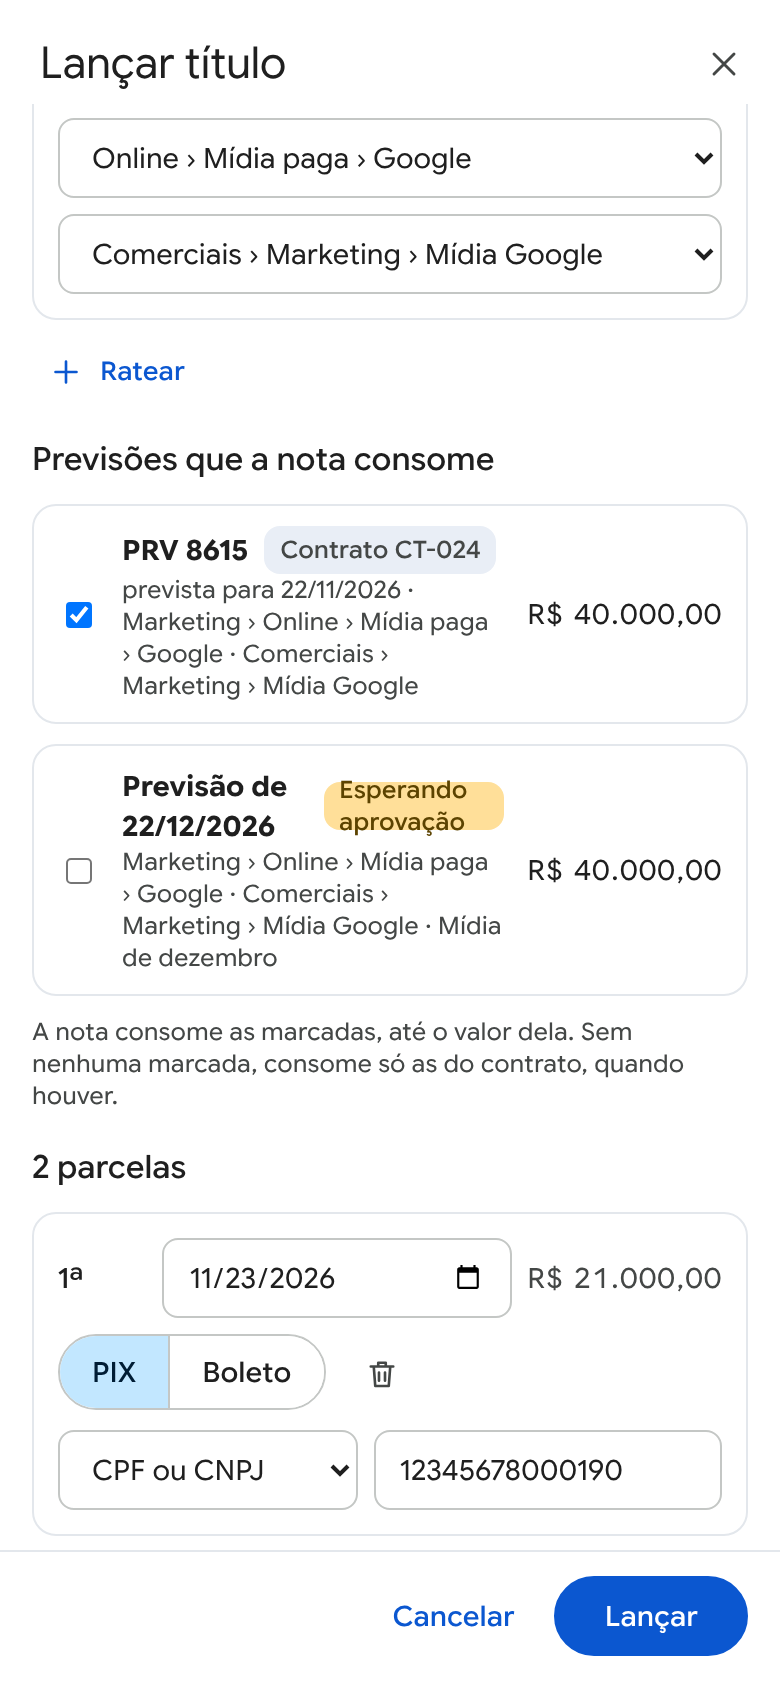 Lançar título
Online › Mídia paga › Google
Comerciais › Marketing › Mídia Google
Ratear
Previsões que a nota consome
PRV 8615 Contrato CT-024
prevista para 22/11/2026 ·
Marketing › Online › Mídia paga
› Google · Comerciais ›
Marketing › Mídia Google
R$ 40.000,00
Previsão de
22/12/2026
Esperando
aprovação
Marketing › Online › Mídia paga
› Google · Comerciais ›
Marketing › Mídia Google · Mídia
de dezembro
R$ 40.000,00
A nota consome as marcadas, até o valor dela. Sem
nenhuma marcada, consome só as do contrato, quando
houver.
2 parcelas
1ª 11/23/2026 R$ 21.000,00
PIX Boleto
CPF ou CNPJ 12345678000190
Cancelar Lançar